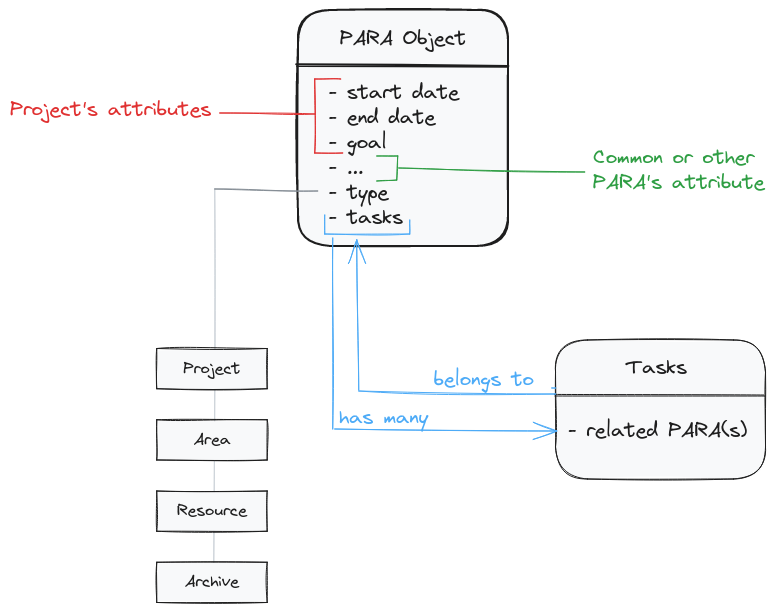 PARA Object
Project's attributes
- start date
- end date
- goal
- ...
- type
- tasks
Common or other
PARA's attribute
Project
Area
Resource
Archive
belongs to
has many
Tasks
- related PARA(s)